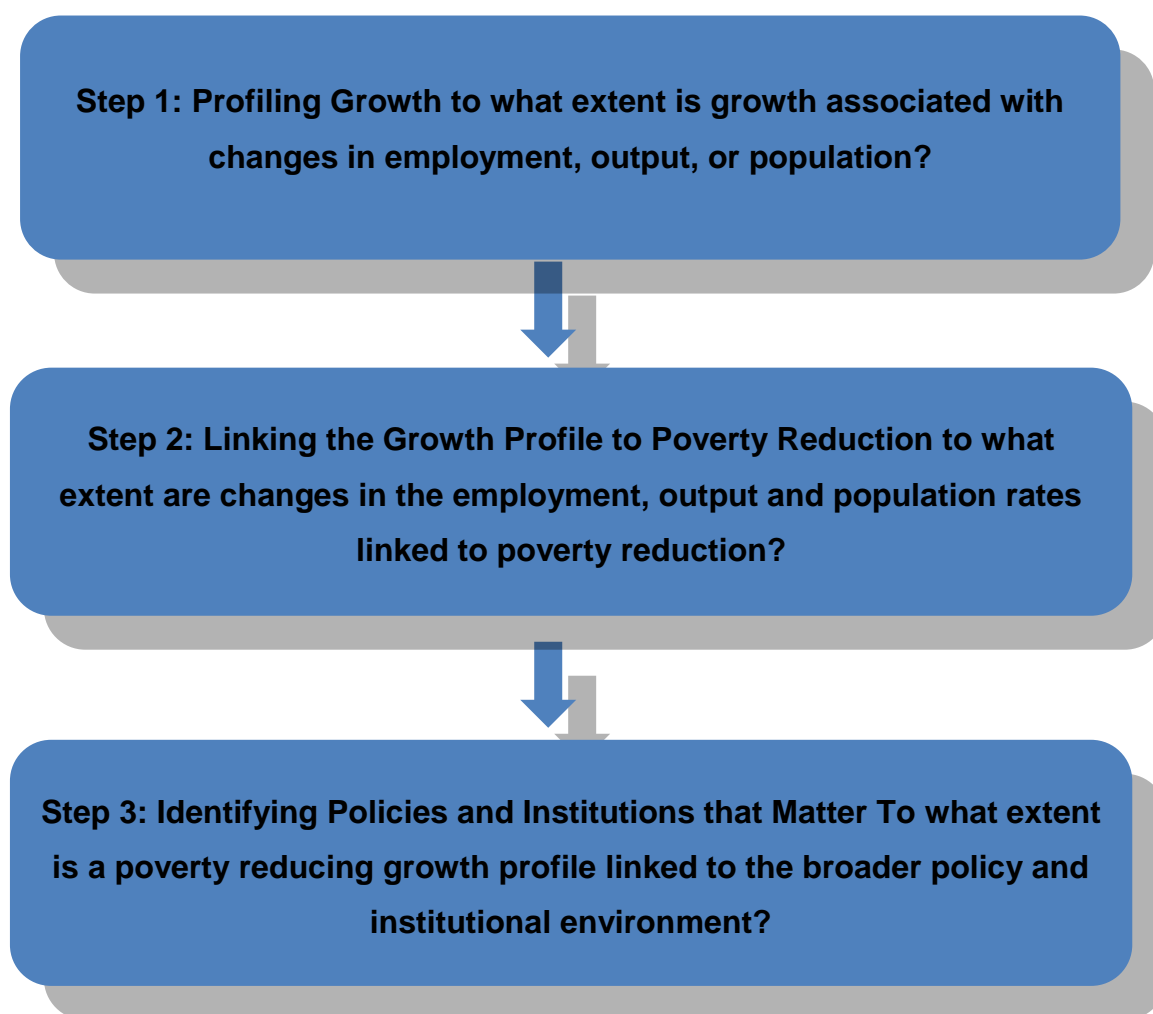 Step 1: Profiling Growth to what extent is growth associated with
changes in employment, output, or population?
Step 2: Linking the Growth Profile to Poverty Reduction to what
extent are changes in the employment, output and population rates
linked to poverty reduction?
Step 3: Identifying Policies and Institutions that Matter To what extent
is a poverty reducing growth profile linked to the broader policy and
institutional environment?